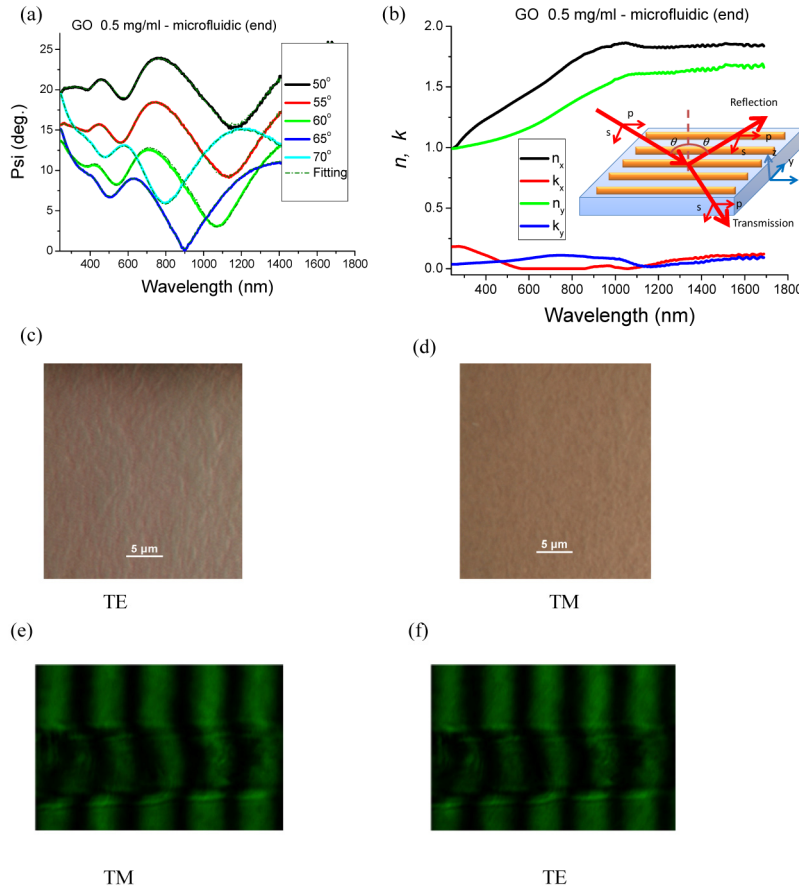 (a)
GO 0.5 mg/ml - microfluidic (end)
25
20
15
10
5
0
Psi (deg.)
50°
55°
60°
65°
70°
Fitting
400 600 800 1000 1200 1400 1600 1800
Wavelength (nm)
(b)
GO 0.5 mg/ml - microfluidic (end)
2.0
1.5
1.0
0.5
0.0
n, k
nx
kx
ny
ky
s
p
θ θ
Reflection
s
p
z
y
s
p
Transmission
400 600 800 1000 1200 1400 1600 1800
Wavelength (nm)
(c)
5 µm
TE
(d)
5 µm
TM
(e)
TM
(f)
TE